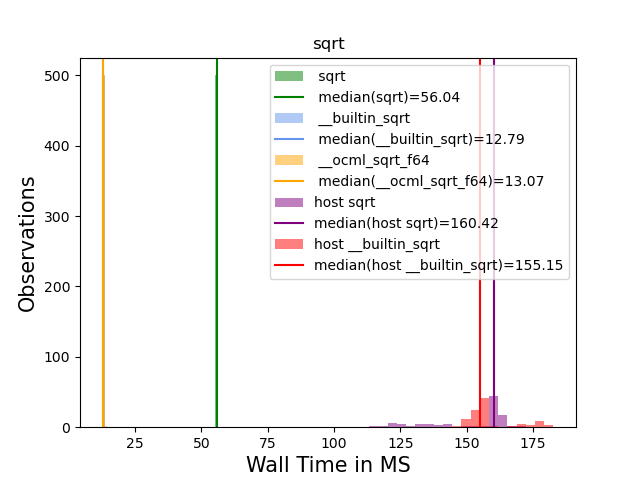 sqrt
Observations
500
400
300
200
100
0
sqrt
median(sqrt)=56.04
__builtin_sqrt
median(__builtin_sqrt)=12.79
__ocml_sqrt_f64
median(__ocml_sqrt_f64)=13.07
host sqrt
median(host sqrt)=160.42
host __builtin_sqrt
median(host __builtin_sqrt)=155.15
25 50 75 100 125 150 175
Wall Time in MS